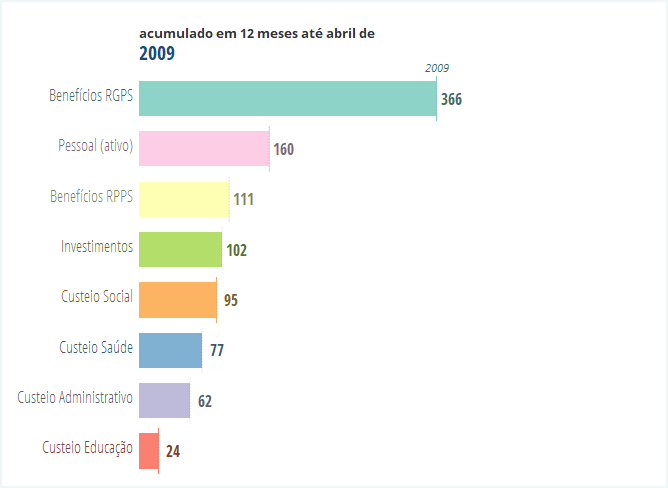 acumulado em 12 meses até abril de
2009
2009
Benefícios RGPS 366
Pessoal (ativo) 160
Benefícios RPPS 111
Investimentos 102
Custeio Social 95
Custeio Saúde 77
Custeio Administrativo 62
Custeio Educação 24